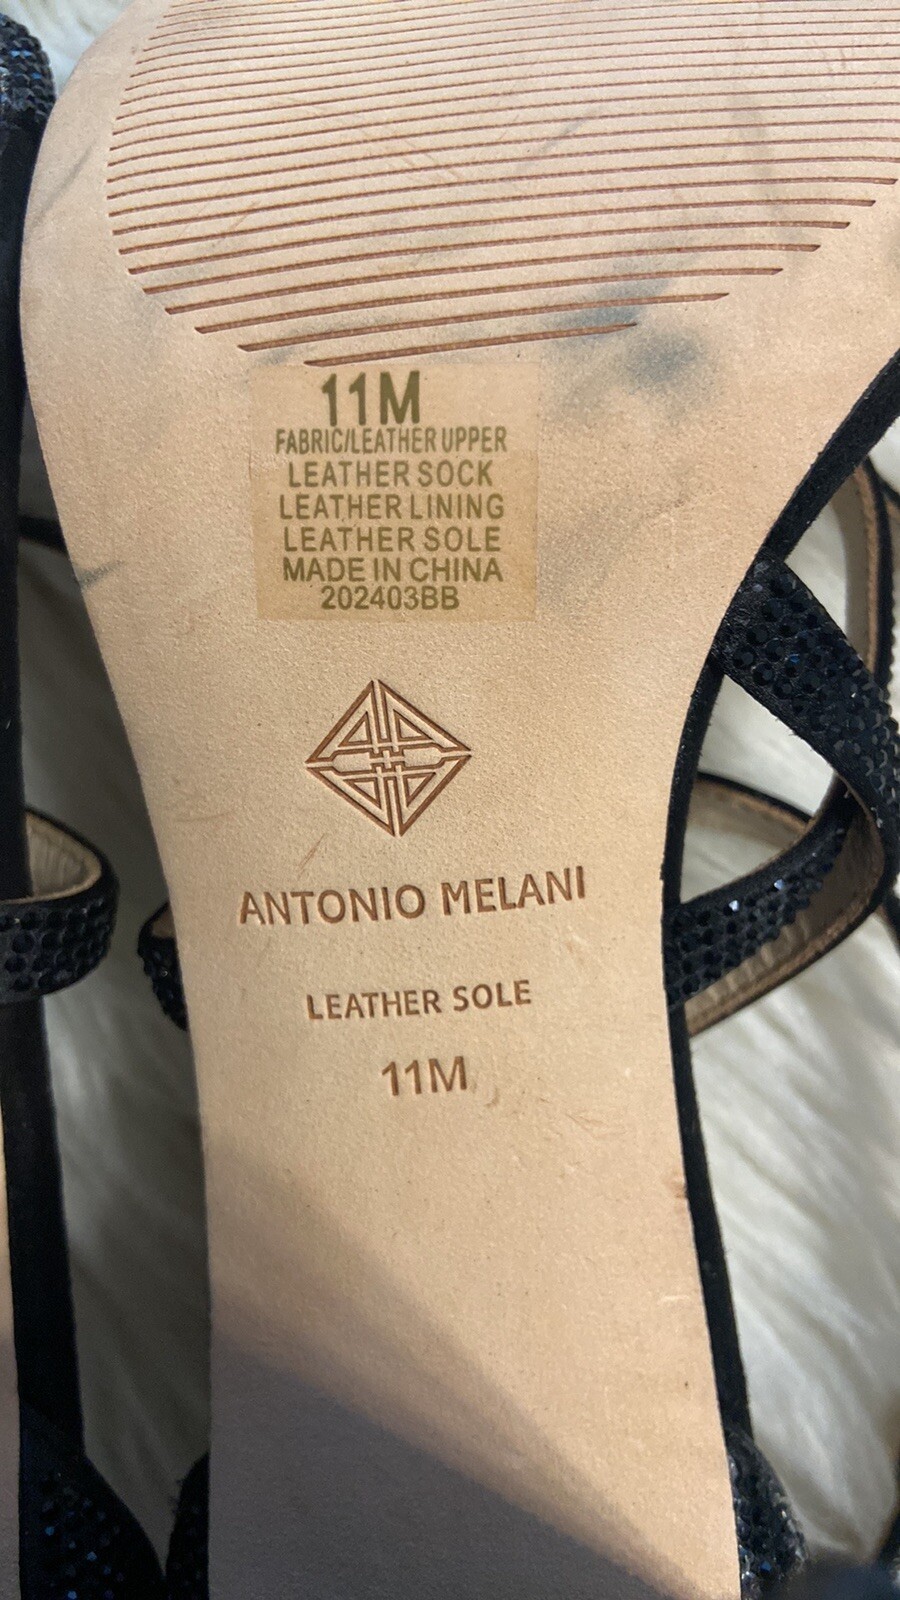 11M
FABRIC/LEATHER UPPER
LEATHER SOCK
LEATHER LINING
LEATHER SOLE
MADE IN CHINA
202403BB
ANTONIO MELANI
LEATHER SOLE
11M